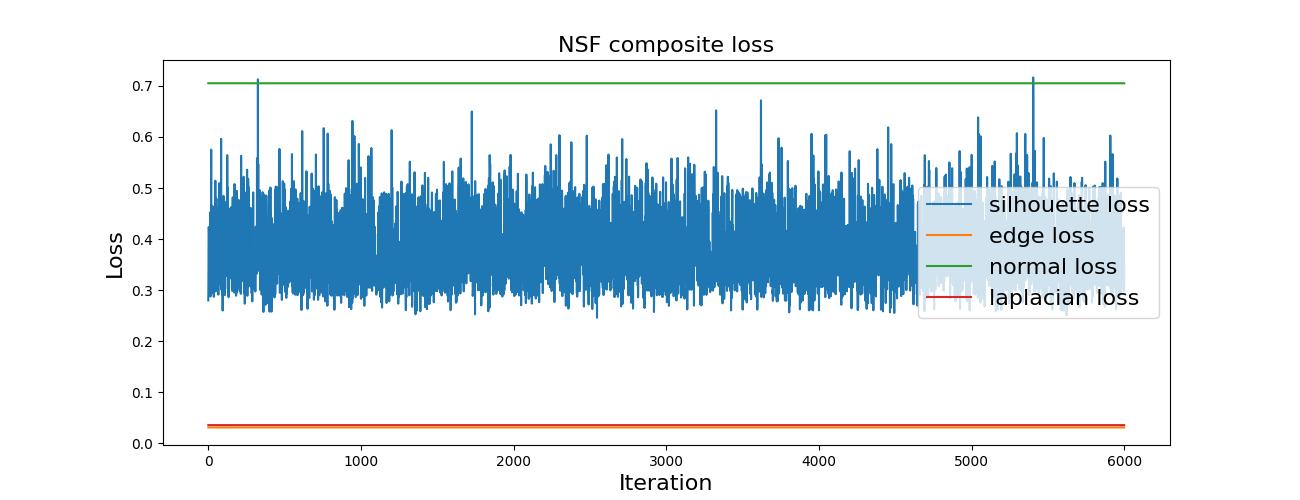 NSF composite loss
Loss
0.7
0.6
0.5
0.4
0.3
0.2
0.1
0.0
silhouette loss
edge loss
normal loss
laplacian loss
0 1000 2000 3000 4000 5000 6000
Iteration